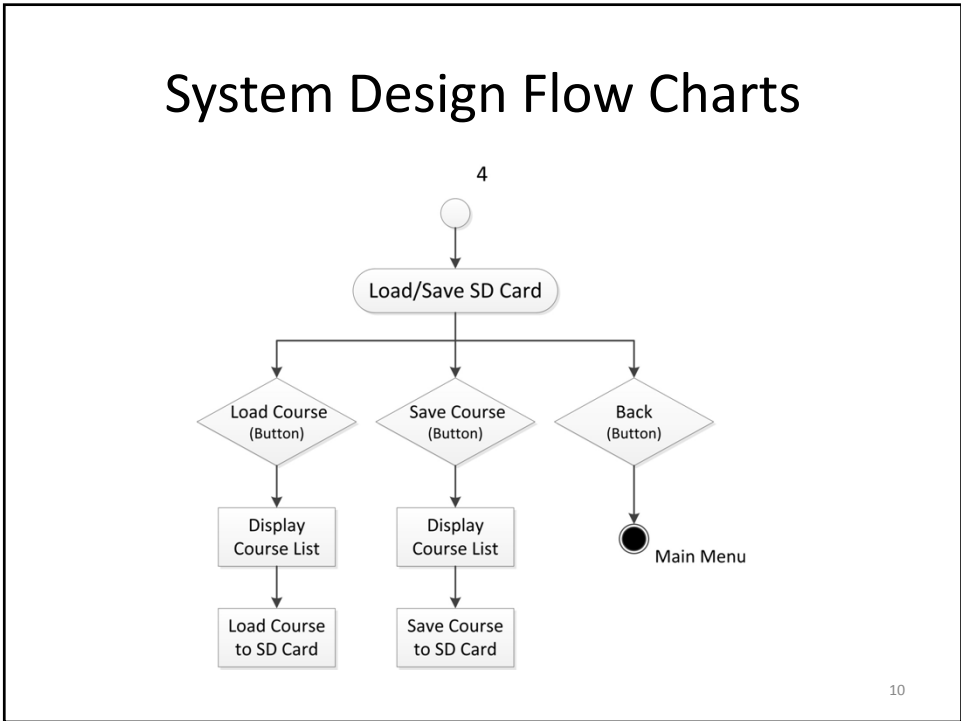 System Design Flow Charts
4
Load/Save SD Card
Load Course
(Button)
Save Course
(Button)
Back
(Button)
Display
Course List
Display
Course List
Main Menu
Load Course
to SD Card
Save Course
to SD Card
10